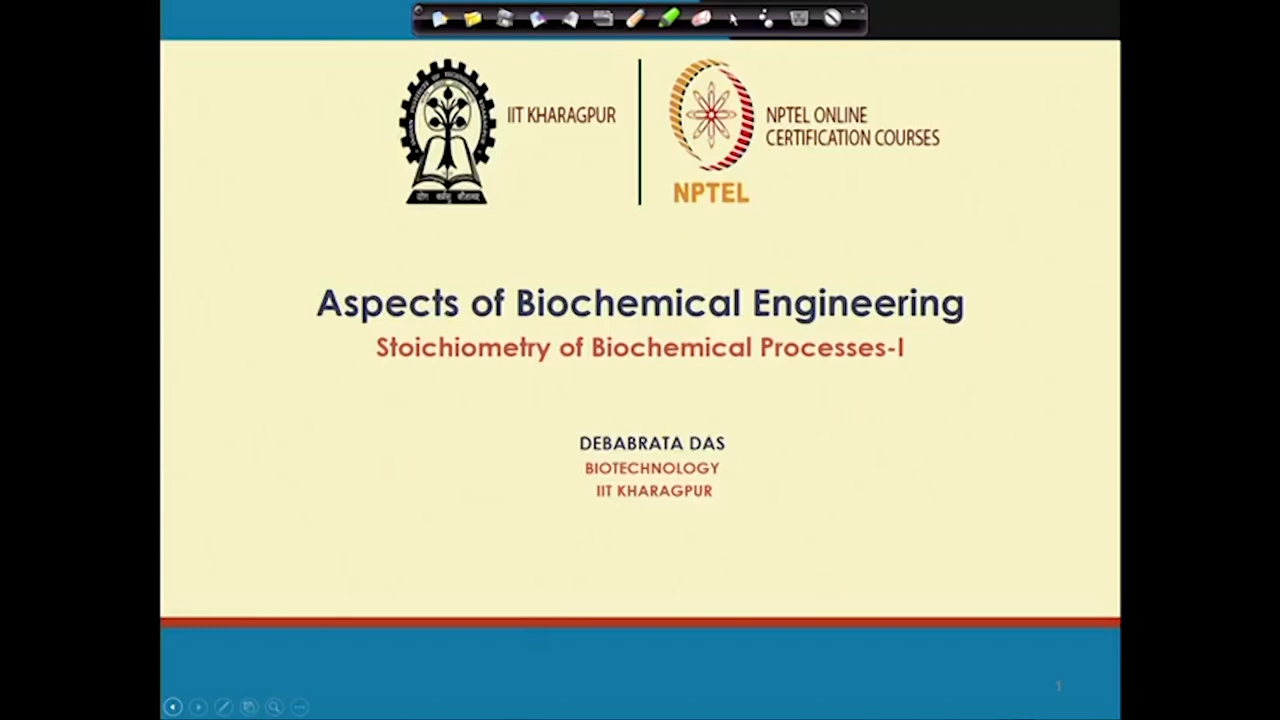 IIT KHARAGPUR
NPTEL ONLINE
CERTIFICATION COURSES
NPTEL
Aspects of Biochemical Engineering
Stoichiometry of Biochemical Processes-I
DEBABRATA DAS
BIOTECHNOLOGY
IIT KHARAGPUR
1